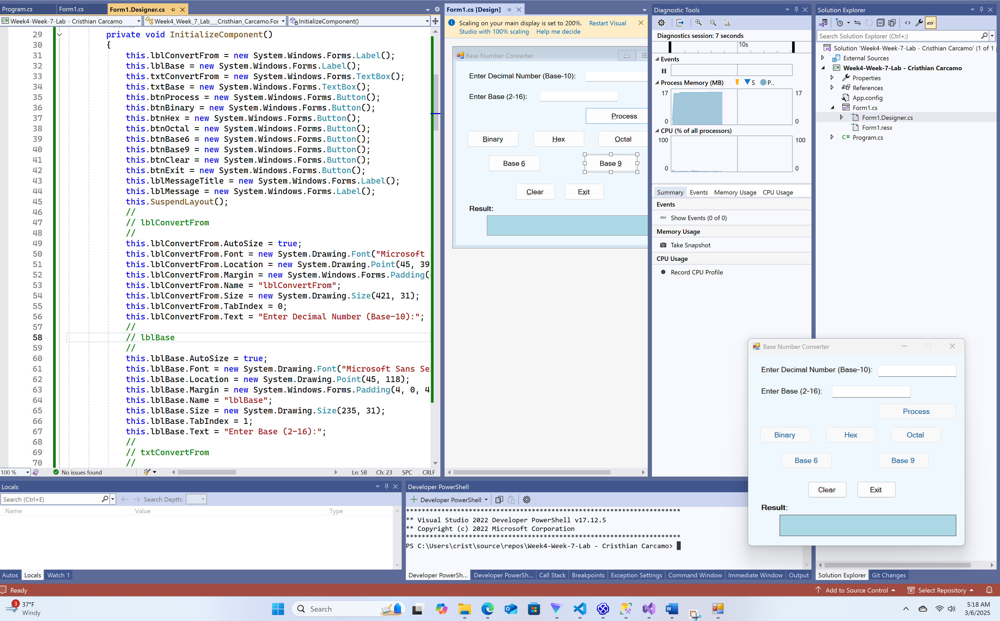 Program.cs
Form1.cs
Form1.Designer.cs
Week4-Week-7-Lab - Cristhian Carcamo
Week4_Week_7_Lab___Cristhian_Carcamo.For
InitializeComponent()
29 private void InitializeComponent()
30 {
31 this.lblConvertFrom = new System.Windows.Forms.Label();
32 this.lblBase = new System.Windows.Forms.Label();
33 this.txtConvertFrom = new System.Windows.Forms.TextBox();
34 this.txtBase = new System.Windows.Forms.TextBox();
35 this.btnProcess = new System.Windows.Forms.Button();
36 this.btnBinary = new System.Windows.Forms.Button();
37 this.btnHex = new System.Windows.Forms.Button();
38 this.btnOctal = new System.Windows.Forms.Button();
39 this.btnBase6 = new System.Windows.Forms.Button();
40 this.btnBase9 = new System.Windows.Forms.Button();
41 this.btnClear = new System.Windows.Forms.Button();
42 this.btnExit = new System.Windows.Forms.Button();
43 this.lblMessageTitle = new System.Windows.Forms.Label();
44 this.lblMessage = new System.Windows.Forms.Label();
45 this.SuspendLayout();
46 //
47 // lblConvertFrom
48 //
49 this.lblConvertFrom.AutoSize = true;
50 this.lblConvertFrom.Font = new System.Drawing.Font("Microsoft
51 this.lblConvertFrom.Location = new System.Drawing.Point(45, 39
52 this.lblConvertFrom.Margin = new System.Windows.Forms.Padding(
53 this.lblConvertFrom.Name = "lblConvertFrom";
54 this.lblConvertFrom.Size = new System.Drawing.Size(421, 31);
55 this.lblConvertFrom.TabIndex = 0;
56 this.lblConvertFrom.Text = "Enter Decimal Number (Base-10):";
57 //
58 // lblBase
59 //
60 this.lblBase.AutoSize = true;
61 this.lblBase.Font = new System.Drawing.Font("Microsoft Sans Se
62 this.lblBase.Location = new System.Drawing.Point(45, 118);
63 this.lblBase.Margin = new System.Windows.Forms.Padding(4, 0, 4
64 this.lblBase.Name = "lblBase";
65 this.lblBase.Size = new System.Drawing.Size(235, 31);
66 this.lblBase.TabIndex = 1;
67 this.lblBase.Text = "Enter Base (2-16):";
68 //
69 // txtConvertFrom
70 //
100 %
No issues found
Ln: 58 Ch: 23 SPC CRLF
Form1.cs [Design]
Scaling on your main display is set to 200%. Restart Visual
Studio with 100% scaling Help me decide
Base Number Converter
Enter Decimal Number (Base-10):
Enter Base (2-16):
Process
Binary Hex Octal
Base 6 Base 9
Clear Exit
Result:
Diagnostic Tools
Diagnostics session: 7 seconds
10s
Events
Process Memory (MB) S P..
17 17
0 0
CPU (% of all processors)
100 100
0 0
Summary Events Memory Usage CPU Usage
Events
Show Events (0 of 0)
Memory Usage
Take Snapshot
CPU Usage
Record CPU Profile
Solution Explorer
Search Solution Explorer (Ctrl+;)
Solution 'Week4-Week-7-Lab - Cristhian Carcamo' (1 of 1
External Sources
C# Week4-Week-7-Lab - Cristhian Carcamo
Properties
References
App.config
Form1.cs
Form1.Designer.cs
Form1.resx
C# Program.cs
Base Number Converter
Enter Decimal Number (Base-10):
Enter Base (2-16):
Process
Binary Hex Octal
Base 6 Base 9
Clear Exit
Result:
Locals
Search (Ctrl+E) Search Depth:
Name Value Type
Autos Locals Watch 1
Developer PowerShell
Developer PowerShell
**********************************************************************
** Visual Studio 2022 Developer PowerShell v17.12.5
** Copyright (c) 2022 Microsoft Corporation
**********************************************************************
PS C:\Users\crist\source\repos\Week4-Week-7-Lab - Cristhian Carcamo>
Developer PowerSh... Developer PowerSh... Call Stack Breakpoints Exception Settings Command Window Immediate Window Output
Solution Explorer Git Changes
Ready
Add to Source Control Select Repository
3
37°F
Windy
Search
5:18 AM
3/6/2025